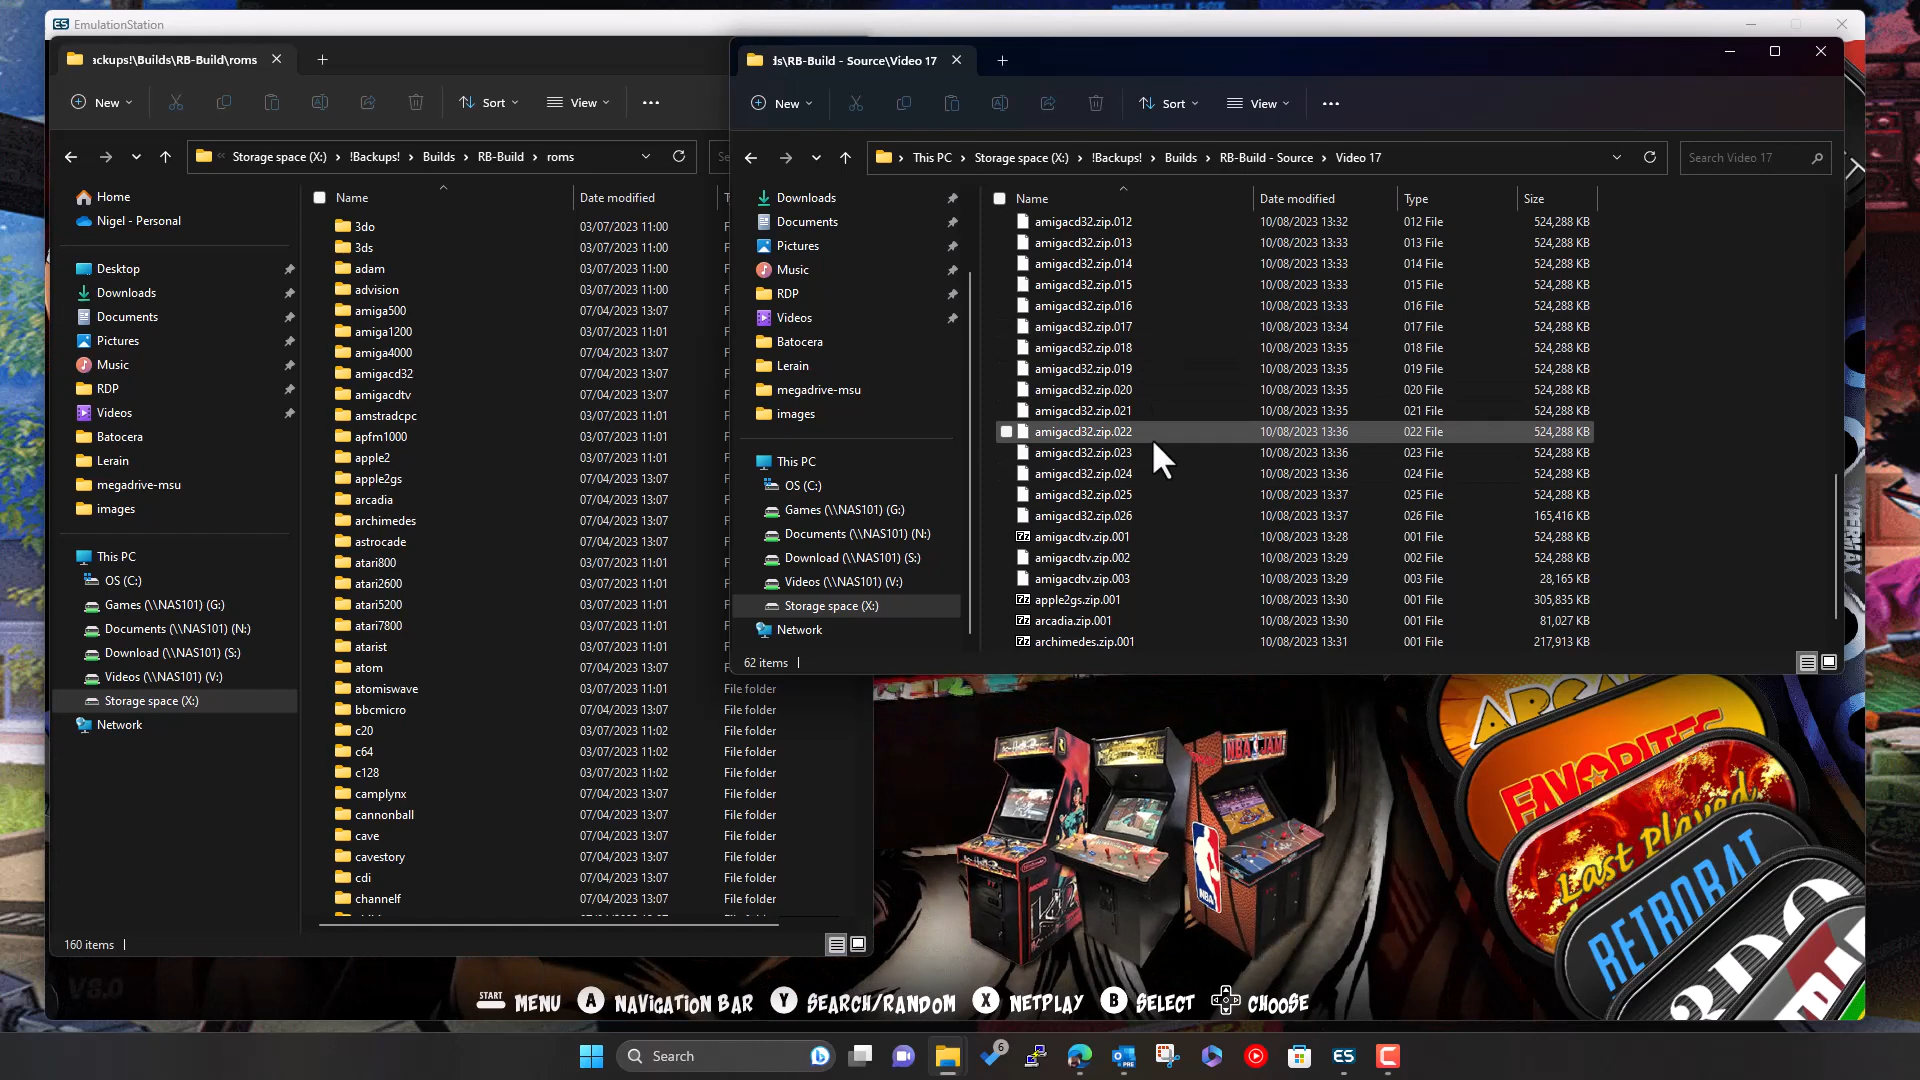 EmulationStation
ackups!\Builds\RB-Build\roms
New
Sort
View
Storage space (X:) › !Backups! › Builds › RB-Build › roms
Se
Home
Nigel - Personal
Desktop
Downloads
Documents
Pictures
Music
RDP
Videos
Batocera
Lerain
megadrive-msu
images
This PC
OS (C:)
Games (\\NAS101) (G:)
Documents (\\NAS101) (N:)
Download (\\NAS101) (S:)
Videos (\\NAS101) (V:)
Storage space (X:)
Network
Name Date modified T
3do 03/07/2023 11:00 F
3ds 03/07/2023 11:00 F
adam 03/07/2023 11:00 F
advision 03/07/2023 11:00 F
amiga500 07/04/2023 13:07 F
amiga1200 03/07/2023 11:01 F
amiga4000 07/04/2023 13:07 F
amigacd32 07/04/2023 13:07 F
amigacdtv 07/04/2023 13:07 F
amstradcpc 03/07/2023 11:01 F
apfm1000 07/04/2023 13:07 F
apple2 03/07/2023 11:01 F
apple2gs 07/04/2023 13:07 F
arcadia 07/04/2023 13:07 F
archimedes 07/04/2023 13:07 F
astrocade 07/04/2023 13:07 F
atari800 03/07/2023 11:01 F
atari2600 03/07/2023 11:01 F
atari5200 03/07/2023 11:01 F
atari7800 03/07/2023 11:01 F
atarist 03/07/2023 11:01 F
atom 07/04/2023 13:07 F
atomiswave 03/07/2023 11:01 File folder
bbcmicro 07/04/2023 13:07 File folder
c20 03/07/2023 11:02 File folder
c64 03/07/2023 11:02 File folder
c128 03/07/2023 11:02 File folder
camplynx 07/04/2023 13:07 File folder
cannonball 07/04/2023 13:07 File folder
cave 07/04/2023 13:07 File folder
cavestory 07/04/2023 13:07 File folder
cdi 07/04/2023 13:07 File folder
channelf 07/04/2023 13:07 File folder
160 items
ds\RB-Build - Source\Video 17
New
Sort
View
This PC › Storage space (X:) › !Backups! › Builds › RB-Build - Source › Video 17
Search Video 17
Downloads
Documents
Pictures
Music
RDP
Videos
Batocera
Lerain
megadrive-msu
images
This PC
OS (C:)
Games (\\NAS101) (G:)
Documents (\\NAS101) (N:)
Download (\\NAS101) (S:)
Videos (\\NAS101) (V:)
Storage space (X:)
Network
Name Date modified Type Size
amigacd32.zip.012 10/08/2023 13:32 012 File 524,288 KB
amigacd32.zip.013 10/08/2023 13:33 013 File 524,288 KB
amigacd32.zip.014 10/08/2023 13:33 014 File 524,288 KB
amigacd32.zip.015 10/08/2023 13:33 015 File 524,288 KB
amigacd32.zip.016 10/08/2023 13:33 016 File 524,288 KB
amigacd32.zip.017 10/08/2023 13:34 017 File 524,288 KB
amigacd32.zip.018 10/08/2023 13:35 018 File 524,288 KB
amigacd32.zip.019 10/08/2023 13:35 019 File 524,288 KB
amigacd32.zip.020 10/08/2023 13:35 020 File 524,288 KB
amigacd32.zip.021 10/08/2023 13:35 021 File 524,288 KB
amigacd32.zip.022 10/08/2023 13:36 022 File 524,288 KB
amigacd32.zip.023 10/08/2023 13:36 023 File 524,288 KB
amigacd32.zip.024 10/08/2023 13:36 024 File 524,288 KB
amigacd32.zip.025 10/08/2023 13:37 025 File 524,288 KB
amigacd32.zip.026 10/08/2023 13:37 026 File 165,416 KB
amigacdtv.zip.001 10/08/2023 13:28 001 File 524,288 KB
amigacdtv.zip.002 10/08/2023 13:29 002 File 524,288 KB
amigacdtv.zip.003 10/08/2023 13:29 003 File 28,165 KB
apple2gs.zip.001 10/08/2023 13:30 001 File 305,835 KB
arcadia.zip.001 10/08/2023 13:30 001 File 81,027 KB
archimedes.zip.001 10/08/2023 13:31 001 File 217,913 KB
62 items
HYPERMAX
NBA JAM
NBA
ARC
FAVORITES
Last Played
RETROBAT
3DO
V6.0
START MENU A NAVIGATION BAR Y SEARCH/RANDOM X NETPLAY B SELECT CHOOSE
Search
6
PRE
ES
C